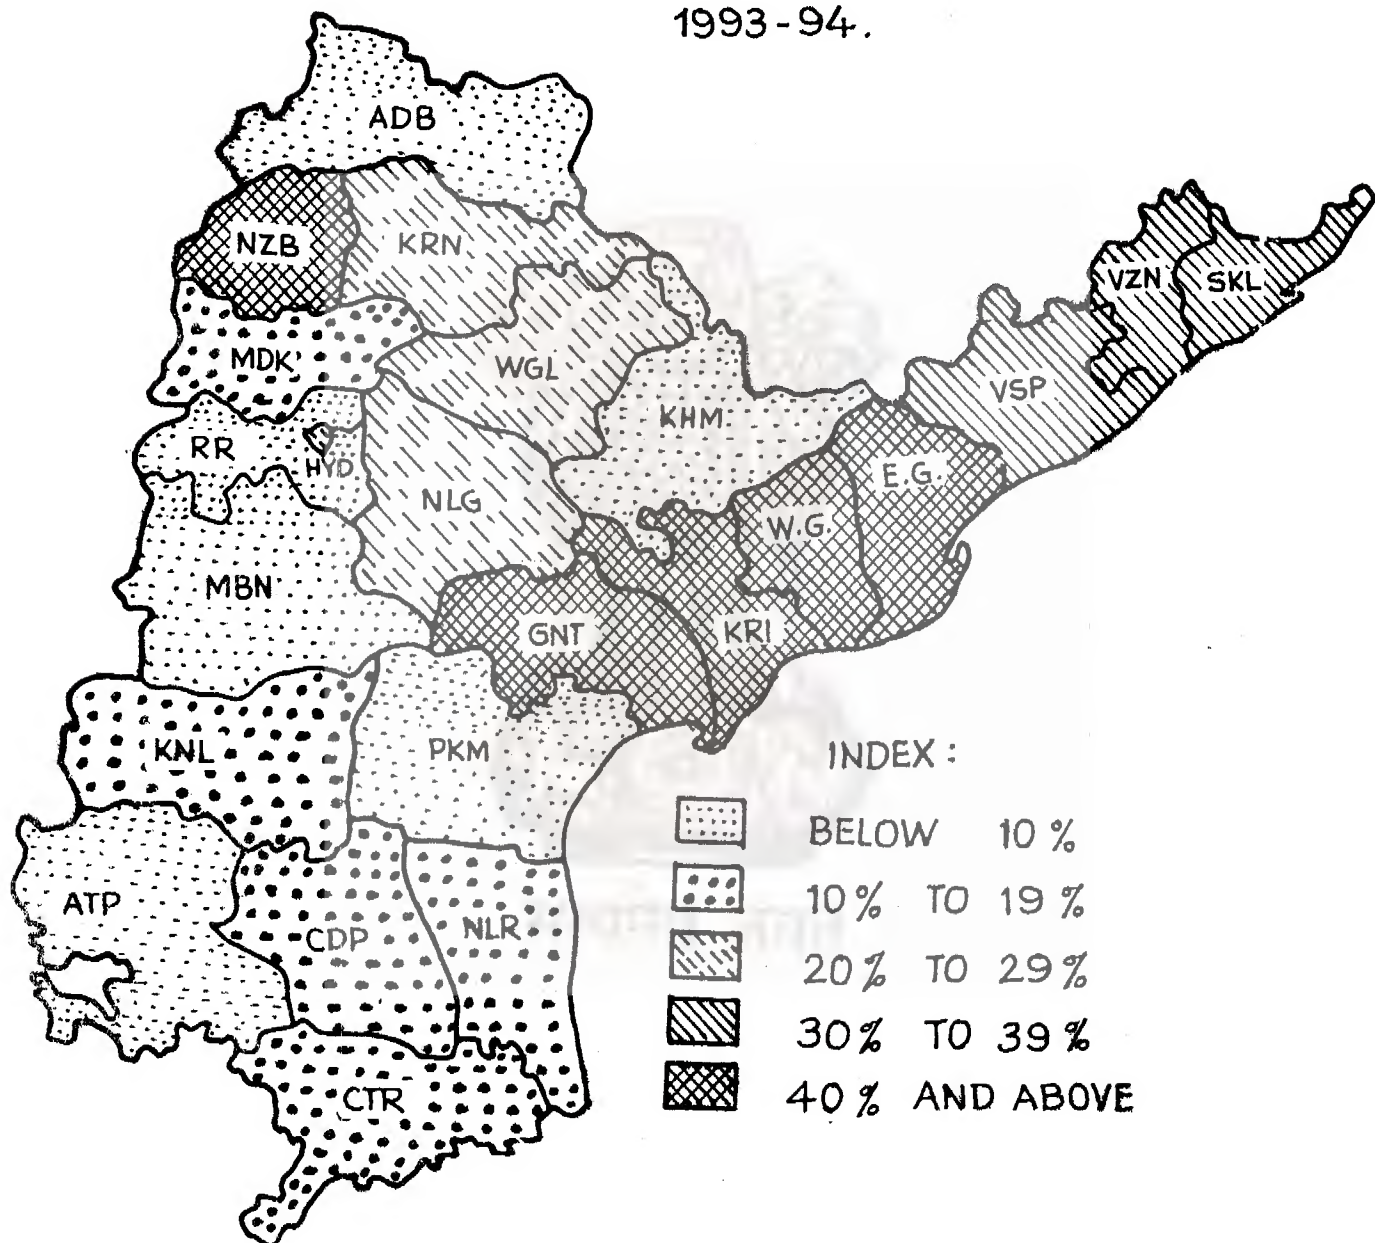 1993-94.
ADB
NZB
KRN
VZN
SKL
MDK
WGL
VSP
KHM
RR
HYD
E.G.
NLG
W.G.
MBN
GNT
KRI
KNL
PKM
INDEX :
BELOW 10 %
10 % TO 19 %
ATP
CDP
NLR
20 % TO 29 %
30 % TO 39 %
CTR
40 % AND ABOVE